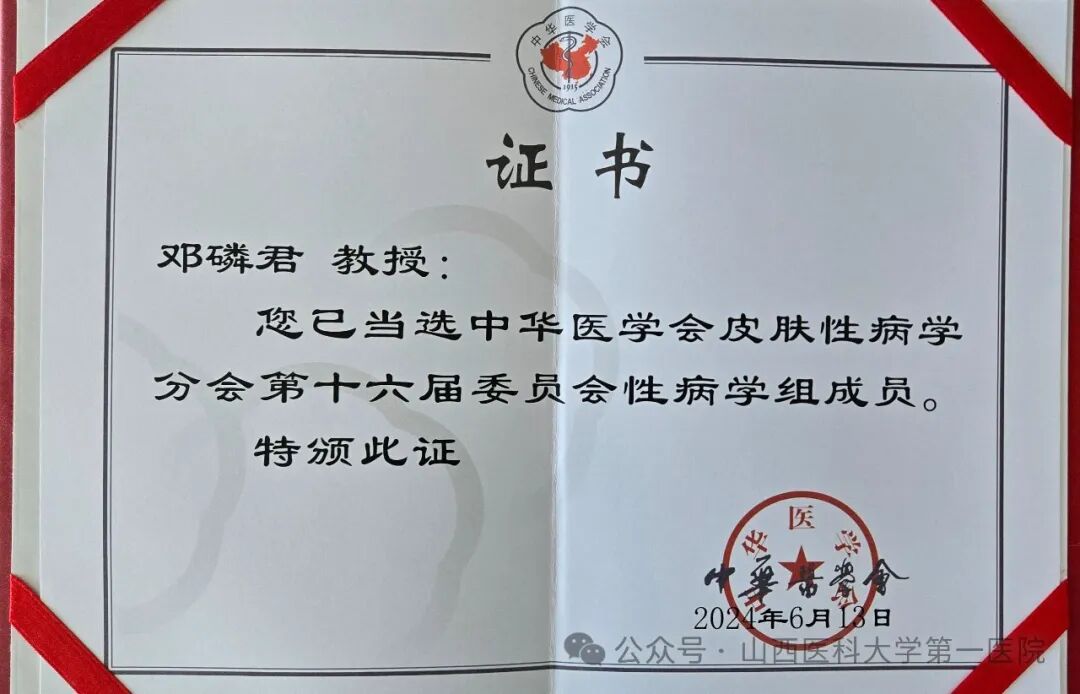 中华医学会
CHINESE MEDICAL ASSOCIATION
1915
证书
邓磷君 教授：
您已当选中华医学会皮肤性病学
分会第十六届委员会性病学组成员。
特颁此证
中华医学会
中華醫學會
2024年6月13日
公众号·山西医科大学第一医院